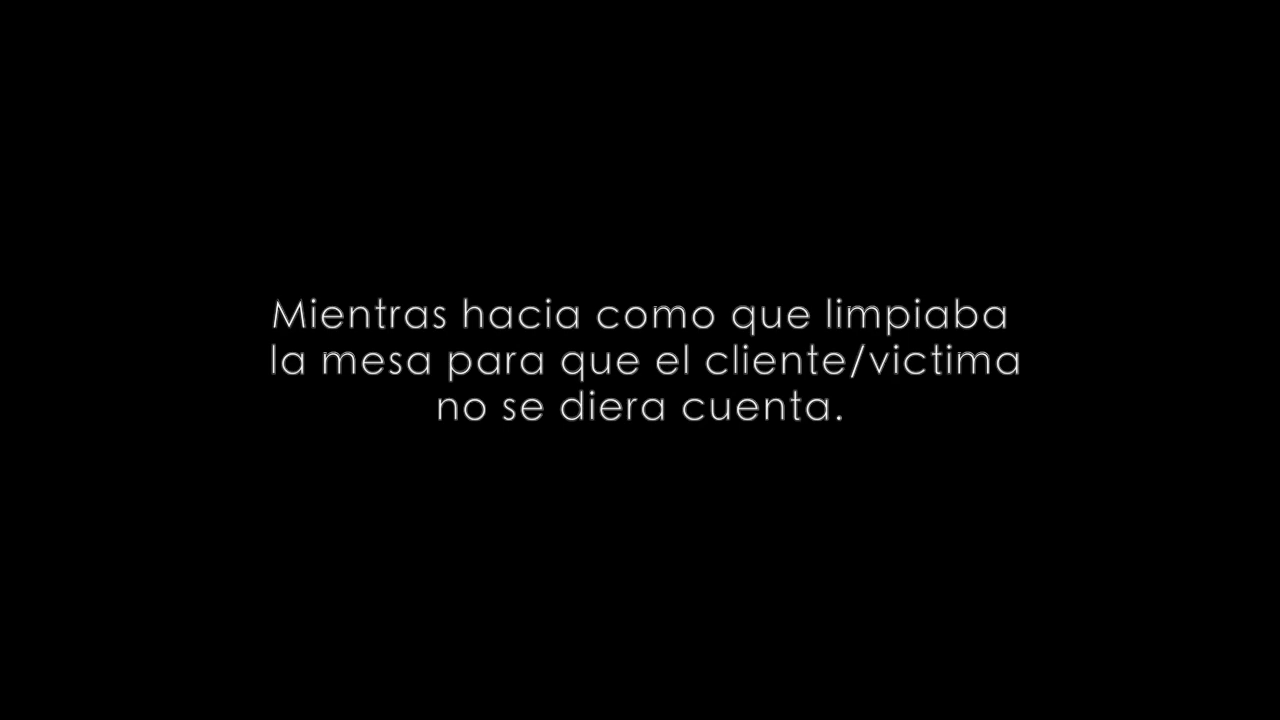 Mientras hacia como que limpiaba
la mesa para que el cliente/victima
no se diera cuenta.